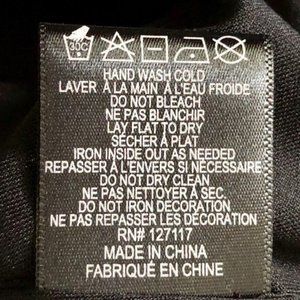 30C
HAND WASH COLD
LAVER À LA MAIN À L'EAU FROIDE
DO NOT BLEACH
NE PAS BLANCHIR
LAY FLAT TO DRY
SÉCHER À PLAT
IRON INSIDE OUT AS NEEDED
REPASSER À L'ENVERS SI NÉCESSAIRE
DO NOT DRY CLEAN
NE PAS NETTOYER À SEC
DO NOT IRON DECORATION
NE PAS REPASSER LES DÉCORATION
RN# 127117
MADE IN CHINA
FABRIQUÉ EN CHINE